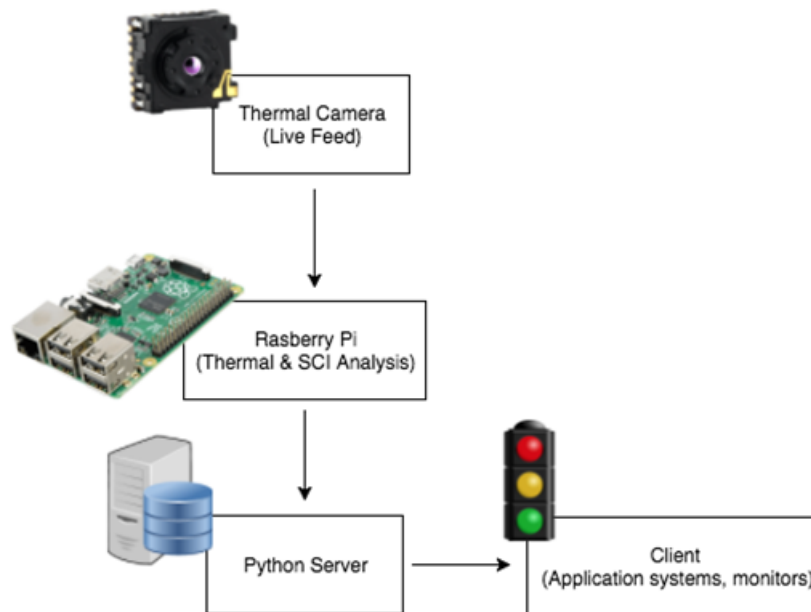 Thermal Camera
(Live Feed)
Rasberry Pi
(Thermal & SCI Analysis)
Python Server
Client
(Application systems, monitors)